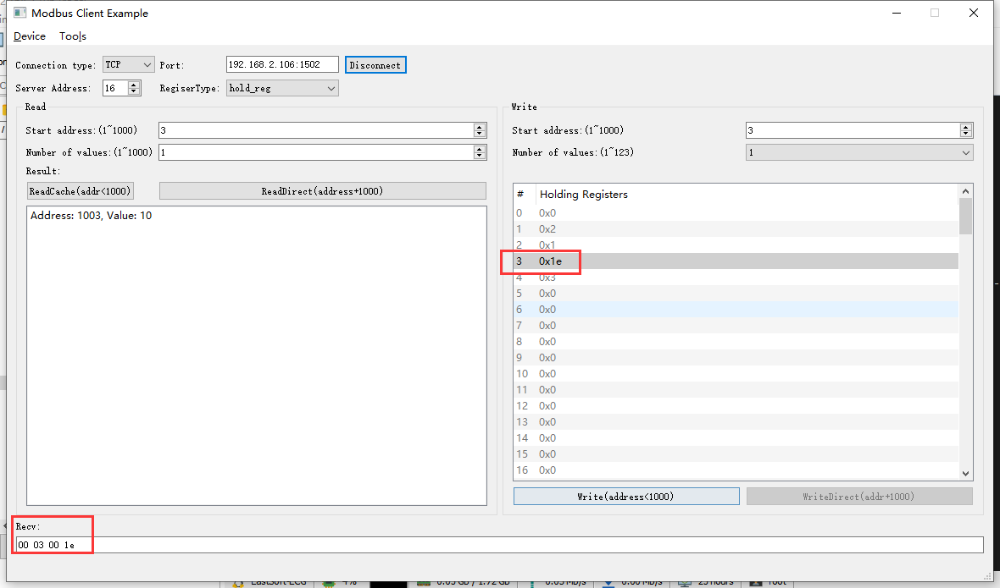 Modbus Client Example
Device Tools
Connection type: TCP Port: 192.168.2.106:1502 Disconnect
Server Address: 16 RegiserType: hold_reg
Read
Start address:(1~1000) 3
Number of values:(1~1000) 1
Result:
ReadCache(addr<1000) ReadDirect(address+1000)
Address: 1003, Value: 10
Write
Start address:(1~1000) 3
Number of values:(1~123) 1
# Holding Registers
0 0x0
1 0x2
2 0x1
3 0x1e
4 0x3
5 0x0
6 0x0
7 0x0
8 0x0
9 0x0
10 0x0
11 0x0
12 0x0
13 0x0
14 0x0
15 0x0
16 0x0
Write(address<1000) WriteDirect(addr+1000)
Recv:
00 03 00 1e